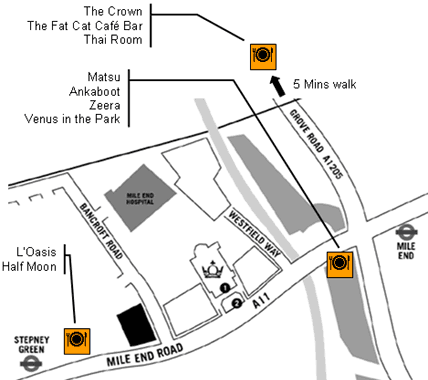 The Crown
The Fat Cat Café Bar
Thai Room
Matsu
Ankaboot
Zeera
Venus in the Park
5 Mins walk
GROVE ROAD A1205
MILE END HOSPITAL
BANCROFT ROAD
WESTFIELD WAY
MILE
END
L'Oasis
Half Moon
1
2
A11
STEPNEY
GREEN
MILE END ROAD